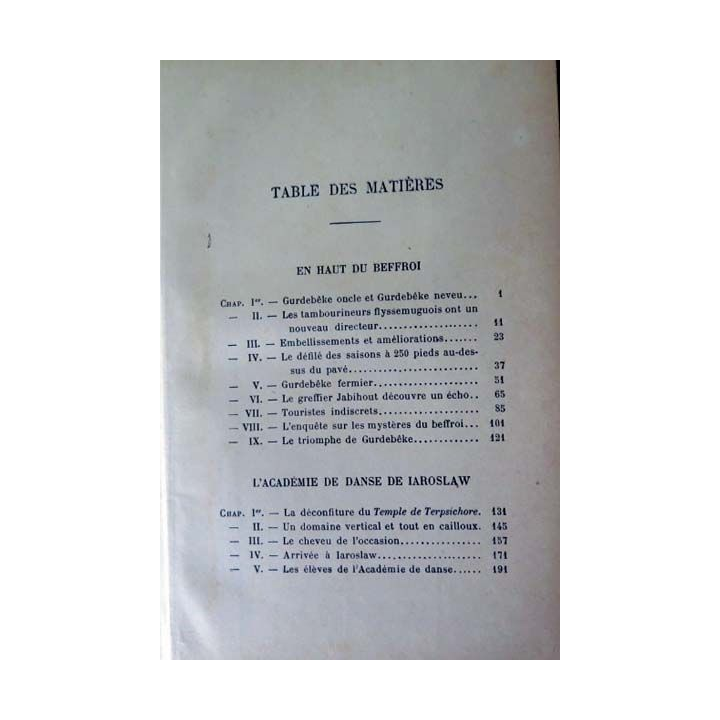 TABLE DES MATIÈRES
EN HAUT DU BEFFROI
CHAP. Ier. — Gurdebêke oncle et Gurdebêke neveu... 1
— II. — Les tambourineurs flyssemuguois ont un
nouveau directeur.................... 11
— III. — Embellissements et améliorations....... 23
— IV. — Le défilé des saisons à 250 pieds au-des-
sus du pavé.......................... 37
— V. — Gurdebêke fermier..................... 51
— VI. — Le greffier Jabihout découvre un écho.. 65
— VII. — Touristes indiscrets.................... 85
— VIII. — L'enquête sur les mystères du beffroi... 101
— IX. — Le triomphe de Gurdebêke............. 121
L'ACADÉMIE DE DANSE DE IAROSLAW
CHAP. Ier. — La déconfiture du Temple de Terpsichore. 131
— II. — Un domaine vertical et tout en cailloux. 145
— III. — Le cheveu de l'occasion................ 157
— IV. — Arrivée à Iaroslaw..................... 171
— V. — Les élèves de l'Académie de danse...... 191